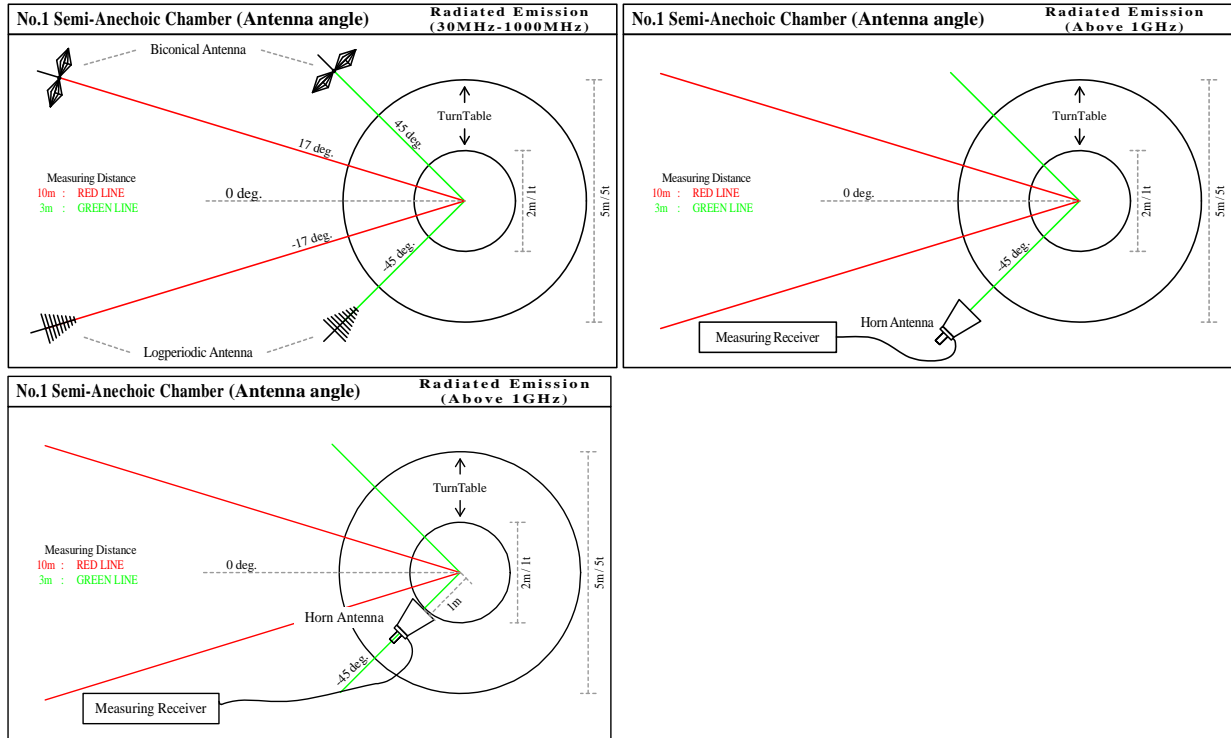 No.1 Semi-Anechoic Chamber (Antenna angle)
Radiated Emission
(30MHz-1000MHz)
Biconical Antenna
TurnTable
45 deg.
17 deg.
Measuring Distance
10m : RED LINE
3m : GREEN LINE
0 deg.
2m / 1t
5m / 5t
-17 deg.
-45 deg.
Logperiodic Antenna
No.1 Semi-Anechoic Chamber (Antenna angle)
Radiated Emission
(Above 1GHz)
TurnTable
Measuring Distance
10m : RED LINE
3m : GREEN LINE
0 deg.
2m / 1t
5m / 5t
-45 deg.
Horn Antenna
Measuring Receiver
No.1 Semi-Anechoic Chamber (Antenna angle)
Radiated Emission
(Above 1GHz)
TurnTable
Measuring Distance
10m : RED LINE
3m : GREEN LINE
0 deg.
2m / 1t
5m / 5t
1m
Horn Antenna
-45 deg.
Measuring Receiver